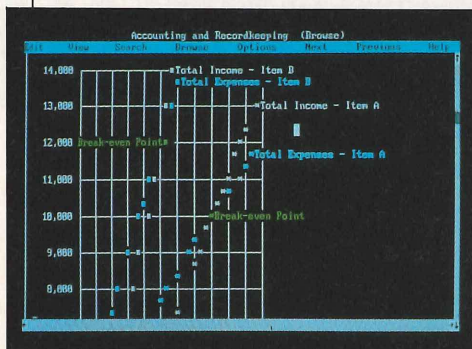 Accounting and Recordkeeping (Browse)
Edit View Search Browse Options Next Previous Help
14,000 Total Income - Item B
Total Expenses - Item B
13,000 Total Income - Item A
12,000 Break-even Point
Total Expenses - Item A
11,000
10,000 Break-even Point
9,000
8,000